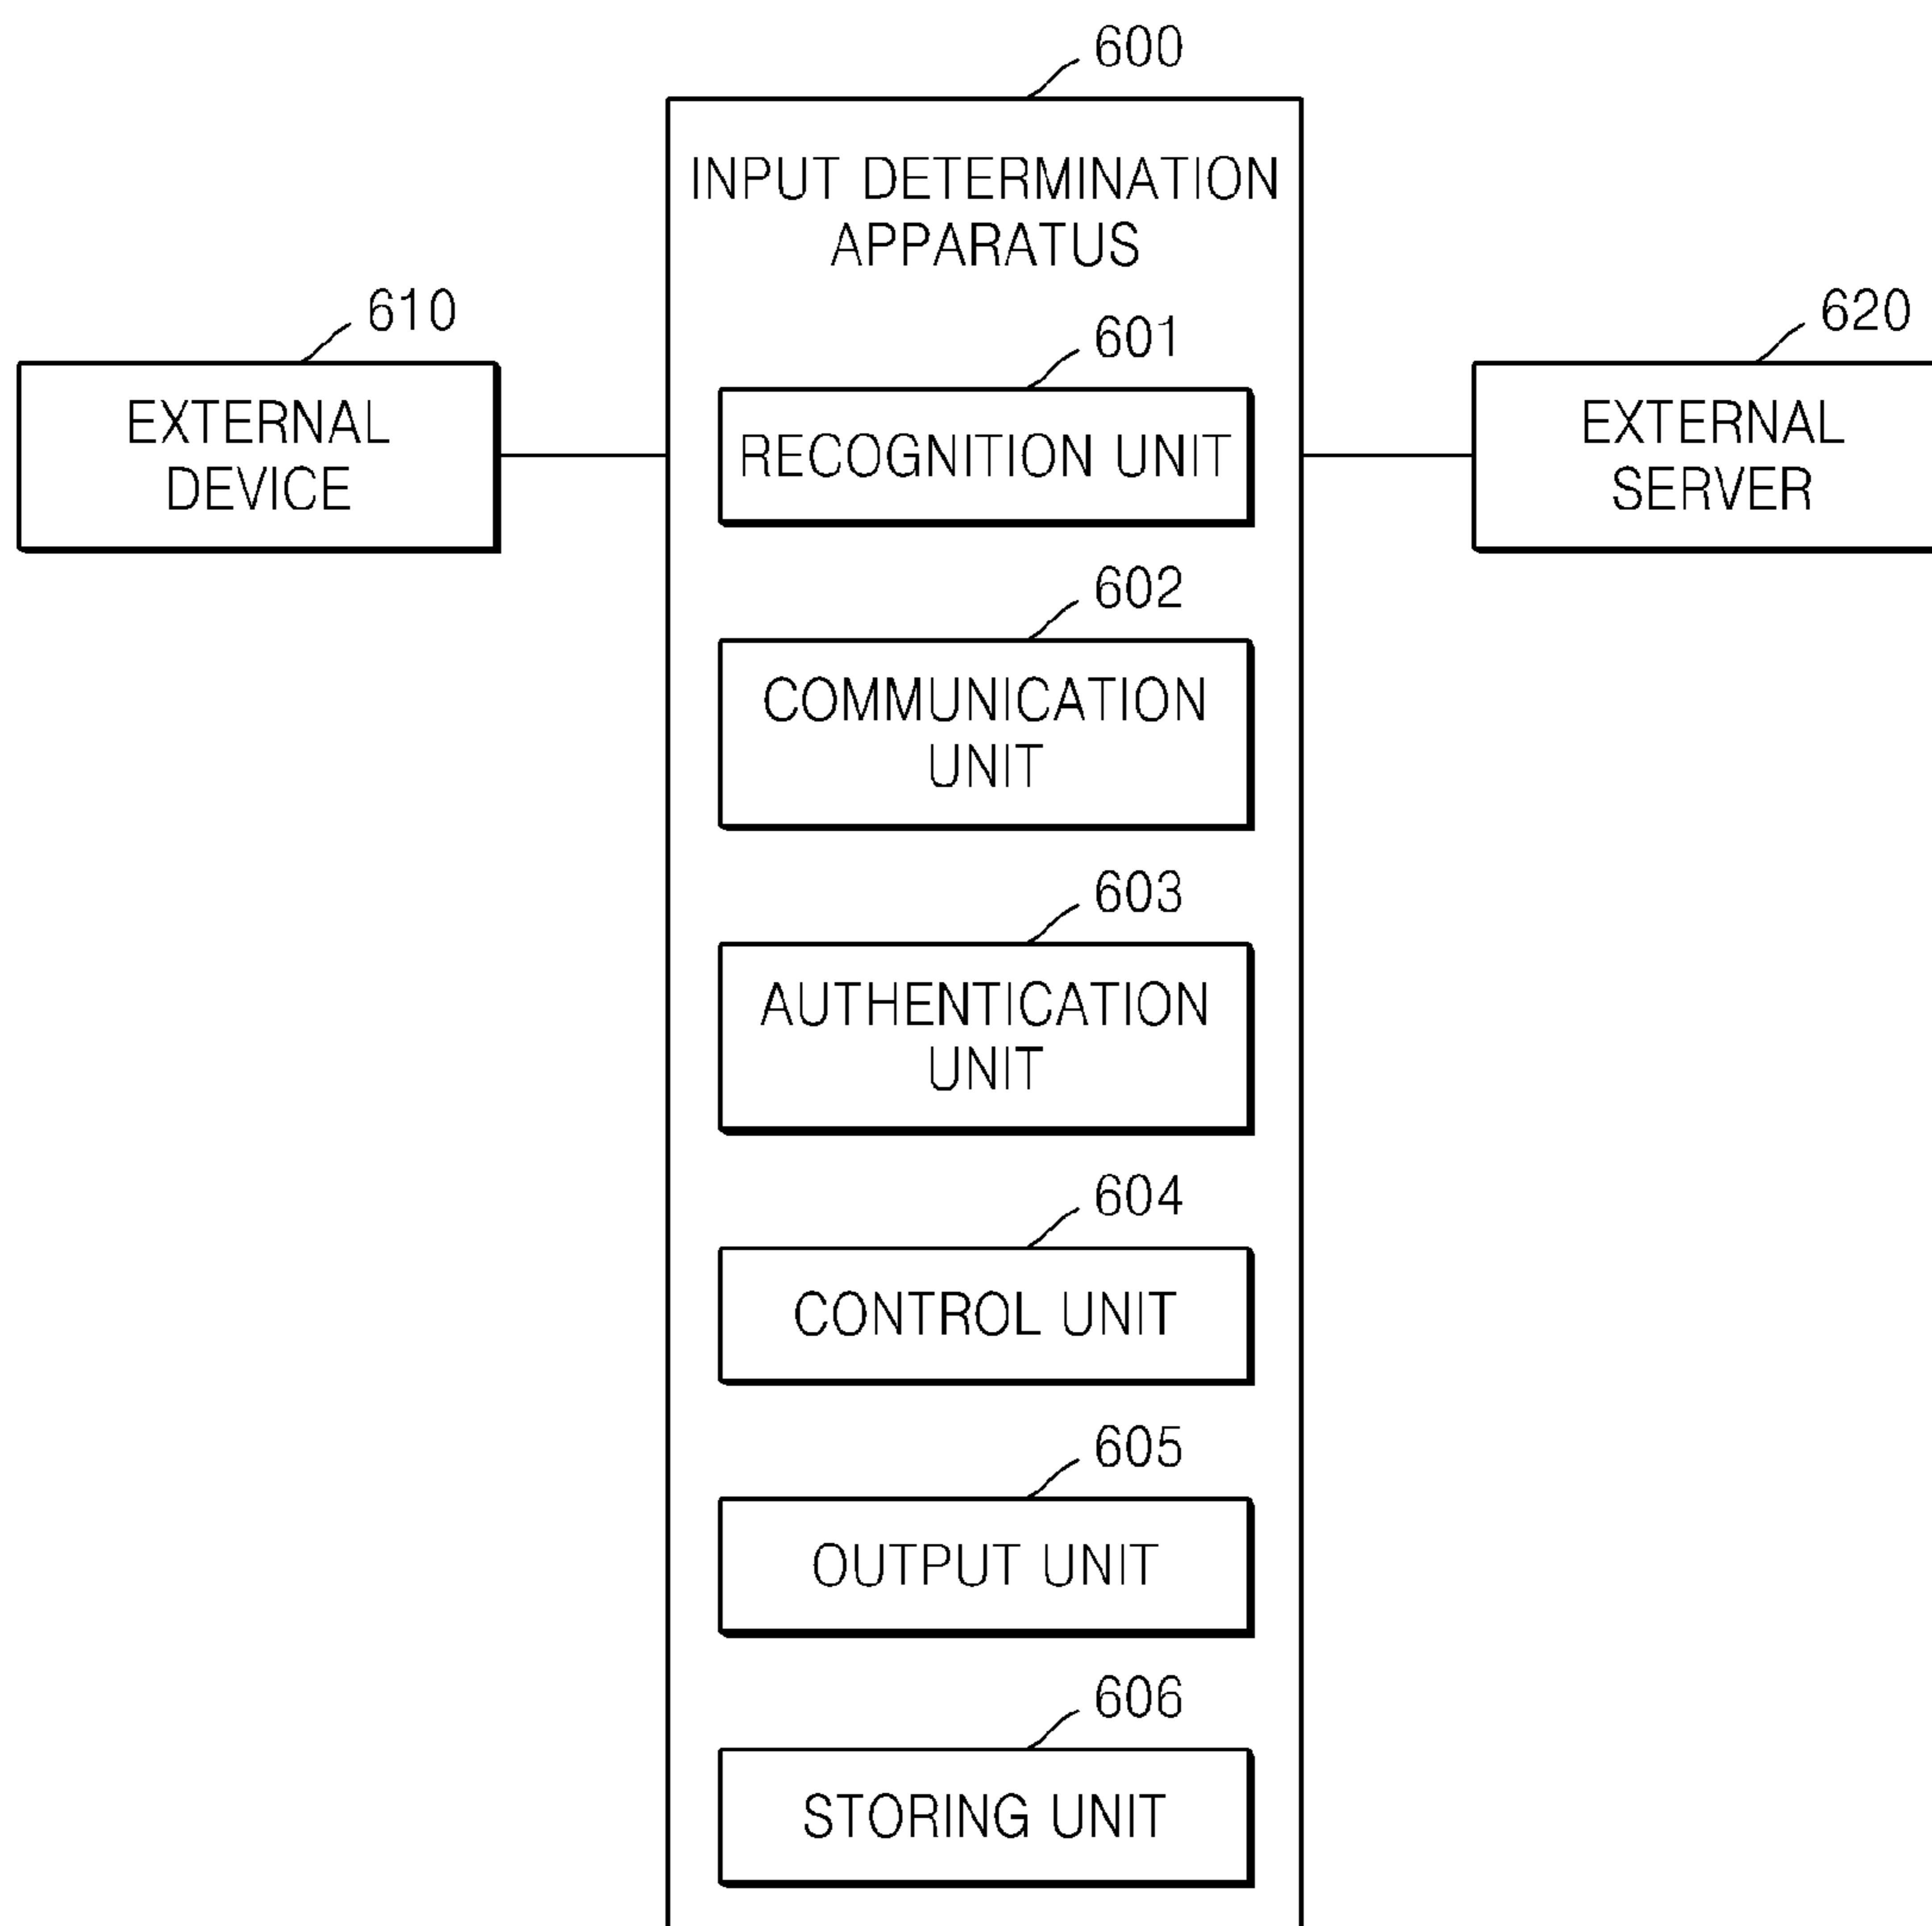 600
INPUT DETERMINATION
APPARATUS
610
EXTERNAL
DEVICE
601
RECOGNITION UNIT
620
EXTERNAL
SERVER
602
COMMUNICATION
UNIT
603
AUTHENTICATION
UNIT
604
CONTROL UNIT
605
OUTPUT UNIT
606
STORING UNIT